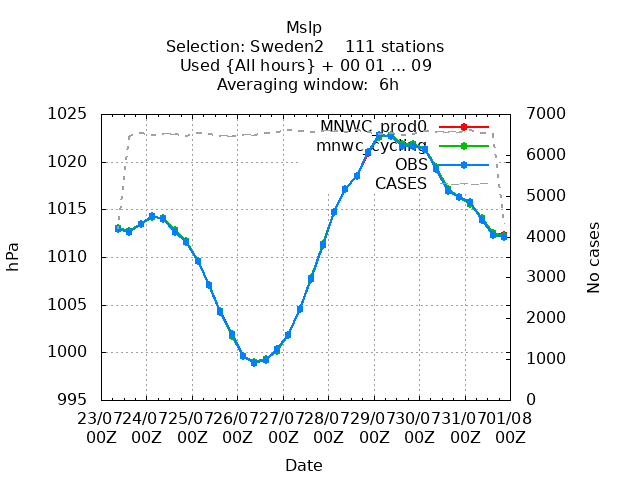 Mslp
Selection: Sweden2    111 stations
Used {All hours} + 00 01 ... 09
Averaging window:  6h
1025
1020
1015
1010
1005
1000
995
hPa
7000
6000
5000
4000
3000
2000
1000
0
No cases
MNWC_prod0
mnwc_cycling
OBS
CASES
23/07 24/07 25/07 26/07 27/07 28/07 29/07 30/07 31/07 01/08
00Z 00Z 00Z 00Z 00Z 00Z 00Z 00Z 00Z 00Z
Date